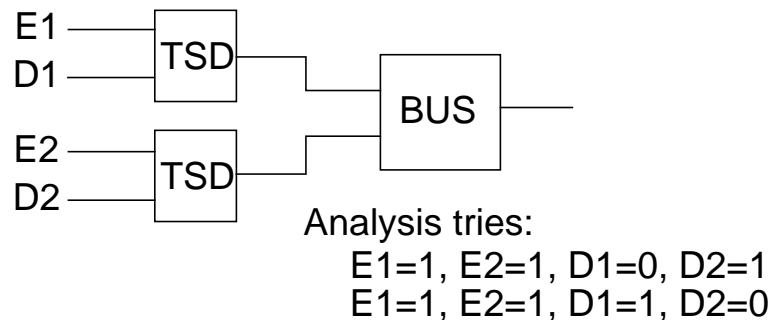 E1
TSD
D1
BUS
E2
TSD
D2
Analysis tries:
E1=1, E2=1, D1=0, D2=1
E1=1, E2=1, D1=1, D2=0